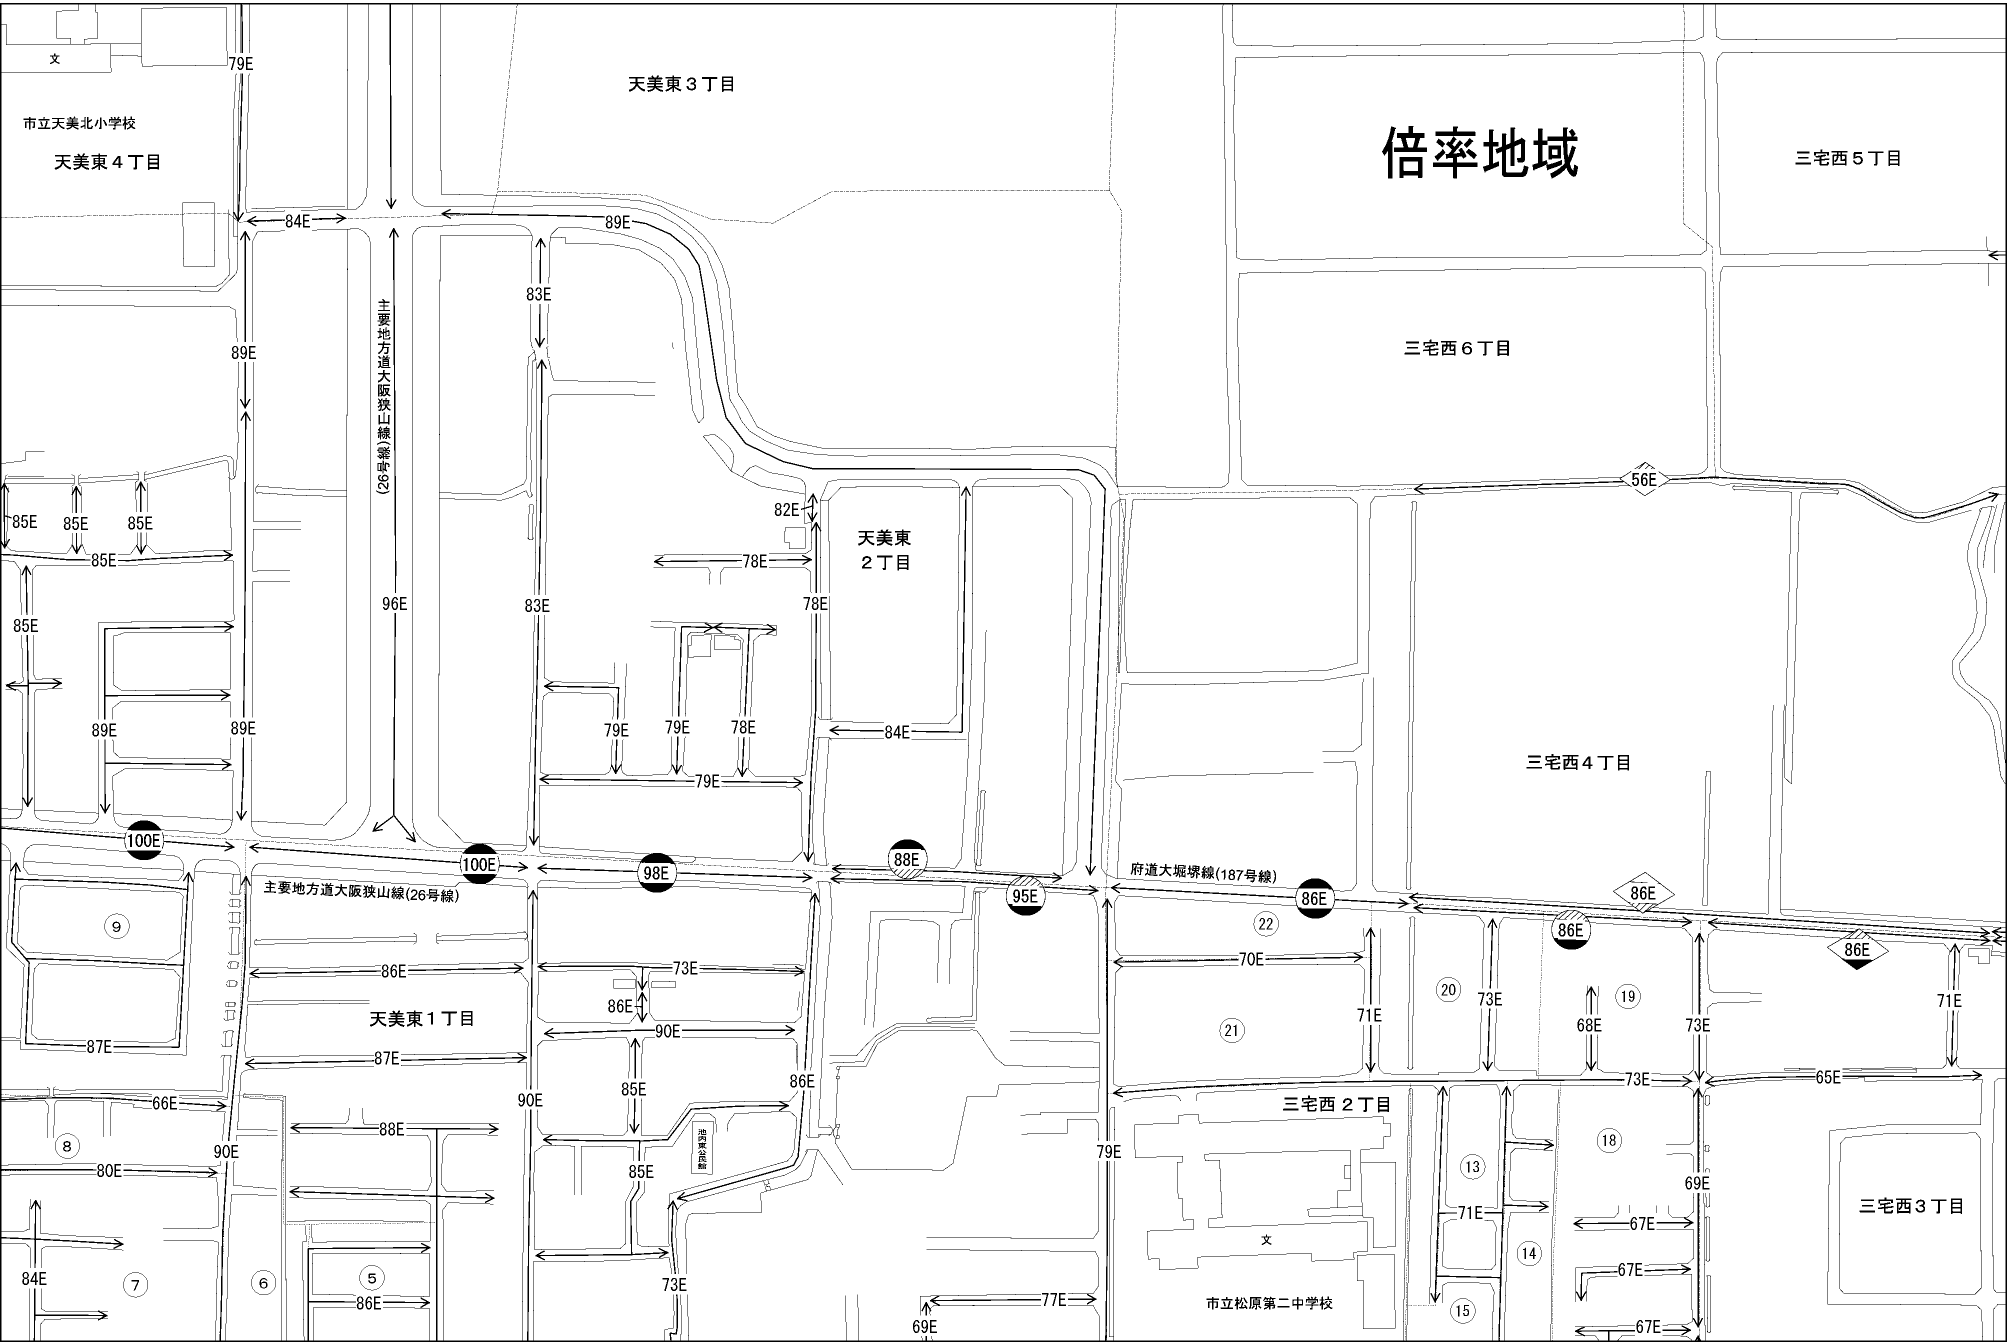 79E
文
天美東3丁目
市立天美北小学校
天美東4丁目
倍率地域
三宅西5丁目
84E
89E
83E
主要地方道大阪狭山線(26号線)
89E
三宅西6丁目
56E
85E
85E
85E
82E
天美東
2丁目
85E
78E
96E
83E
78E
85E
89E
89E
79E
79E
78E
84E
79E
三宅西4丁目
100E
100E
98E
88E
95E
府道大堀堺線(187号線)
主要地方道大阪狭山線(26号線)
86E
86E
86E
86E
9
22
86E
73E
70E
86E
天美東1丁目
90E
20
19
71E
73E
68E
73E
71E
21
87E
87E
85E
86E
73E
65E
66E
90E
三宅西2丁目
88E
池内東公民館
8
90E
18
80E
85E
79E
13
69E
71E
67E
三宅西3丁目
文
14
84E
7
6
5
73E
67E
86E
77E
市立松原第二中学校
15
69E
67E